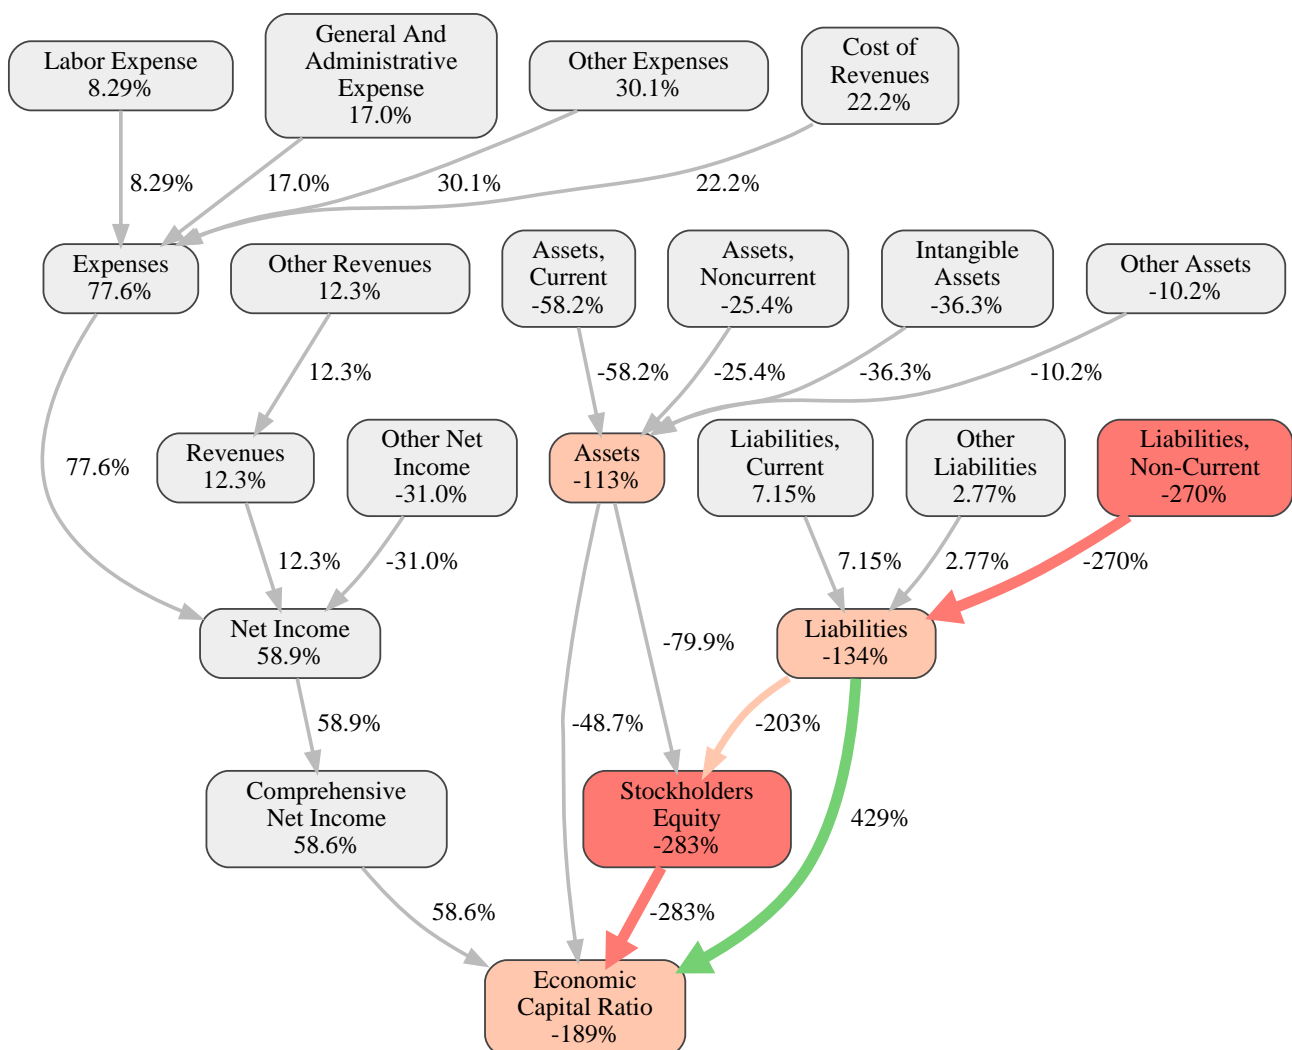 Labor Expense
8.29%
General And
Administrative
Expense
17.0%
Other Expenses
30.1%
Cost of
Revenues
22.2%
8.29%
17.0%
30.1%
22.2%
Expenses
77.6%
Other Revenues
12.3%
Assets,
Current
-58.2%
Assets,
Noncurrent
-25.4%
Intangible
Assets
-36.3%
Other Assets
-10.2%
12.3%
-58.2%
-25.4%
-36.3%
-10.2%
77.6%
Revenues
12.3%
Other Net
Income
-31.0%
Assets
-113%
Liabilities,
Current
7.15%
Other
Liabilities
2.77%
Liabilities,
Non-Current
-270%
12.3%
-31.0%
7.15%
2.77%
-270%
Net Income
58.9%
-79.9%
Liabilities
-134%
58.9%
-48.7%
-203%
Comprehensive
Net Income
58.6%
Stockholders
Equity
-283%
429%
58.6%
-283%
Economic
Capital Ratio
-189%